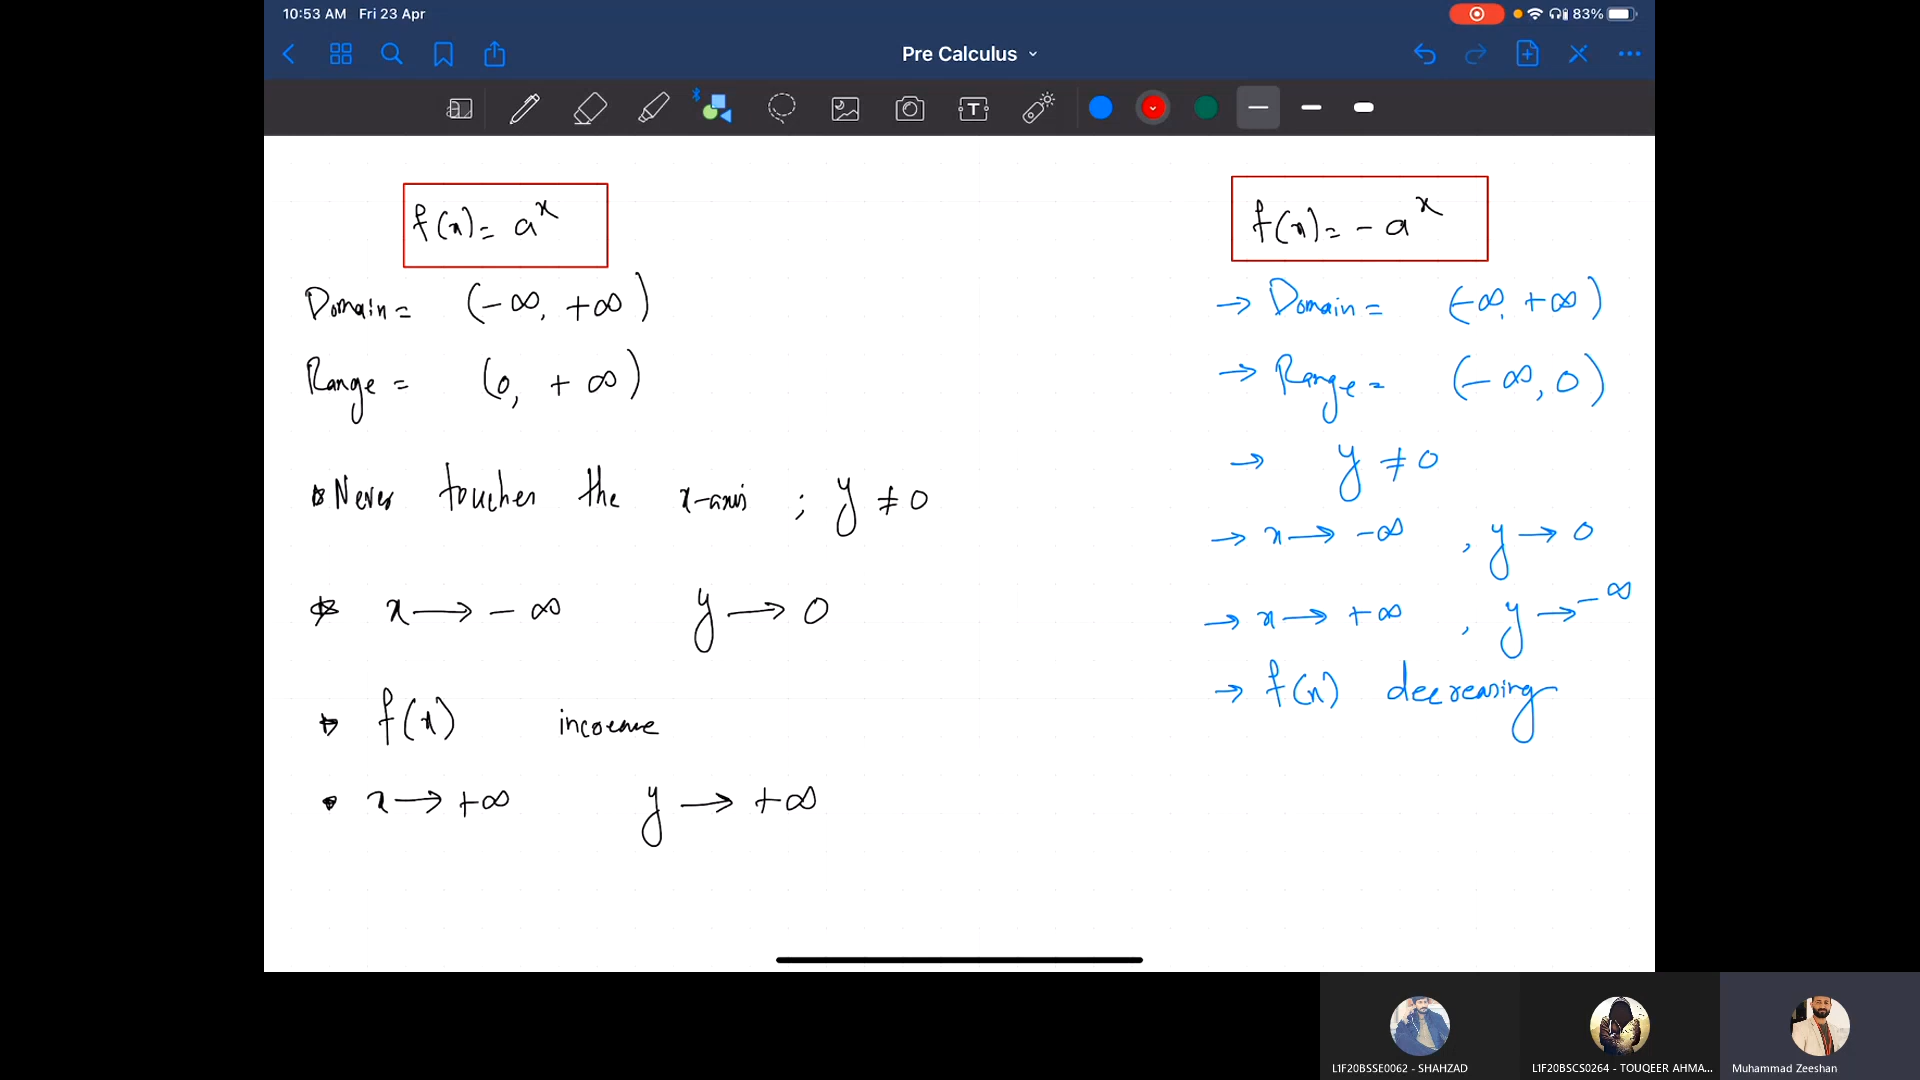 10:53 AM Fri 23 Apr
83%
Pre Calculus
f(x)= a^x
Domain= (-∞, +∞)
Range = (0, + ∞)
Never touches the x-axis ; y ≠ 0
x → - ∞ y → 0
f(x) increase
x → +∞ y → +∞
f(x)= - a^x
→ Domain= (-∞, +∞)
→ Range= (-∞, 0)
→ y ≠ 0
→ x → -∞ , y → 0
→ x → +∞ , y → -∞
→ f(x) decreasing
L1F20BSSE0062 - SHAHZAD
L1F20BSCS0264 - TOUQEER AHMA...
Muhammad Zeeshan